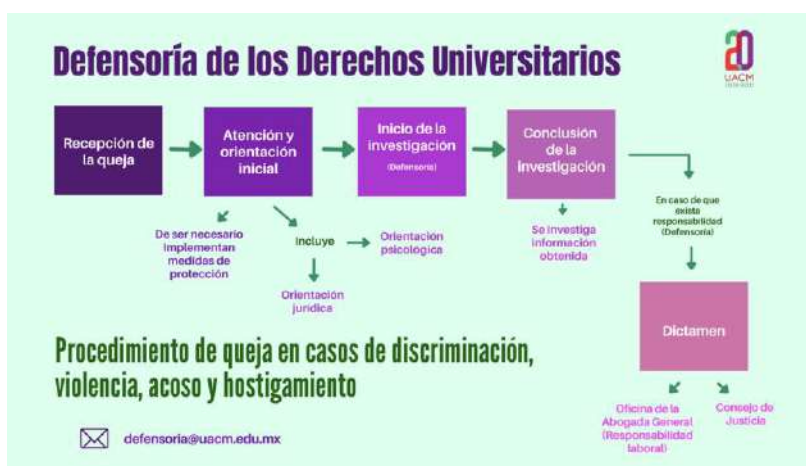 Defensoría de los Derechos Universitarios
UACM
Recepción de
la queja
Atención y
orientación
inicial
Inicio de la
investigación
(Defensoría)
Conclusión
de la
investigación
De ser necesario
Implementan
medidas de
protección
Incluye
Orientación
psicológica
Orientación
jurídica
Se investiga
información
obtenida
En caso de que
exista
responsabilidad
(Defensoría)
Dictamen
Oficina de la
Abogada General
(Responsabilidad
laboral)
Consejo de
Justicia
Procedimiento de queja en casos de discriminación,
violencia, acoso y hostigamiento
defensoria@uacm.edu.mx